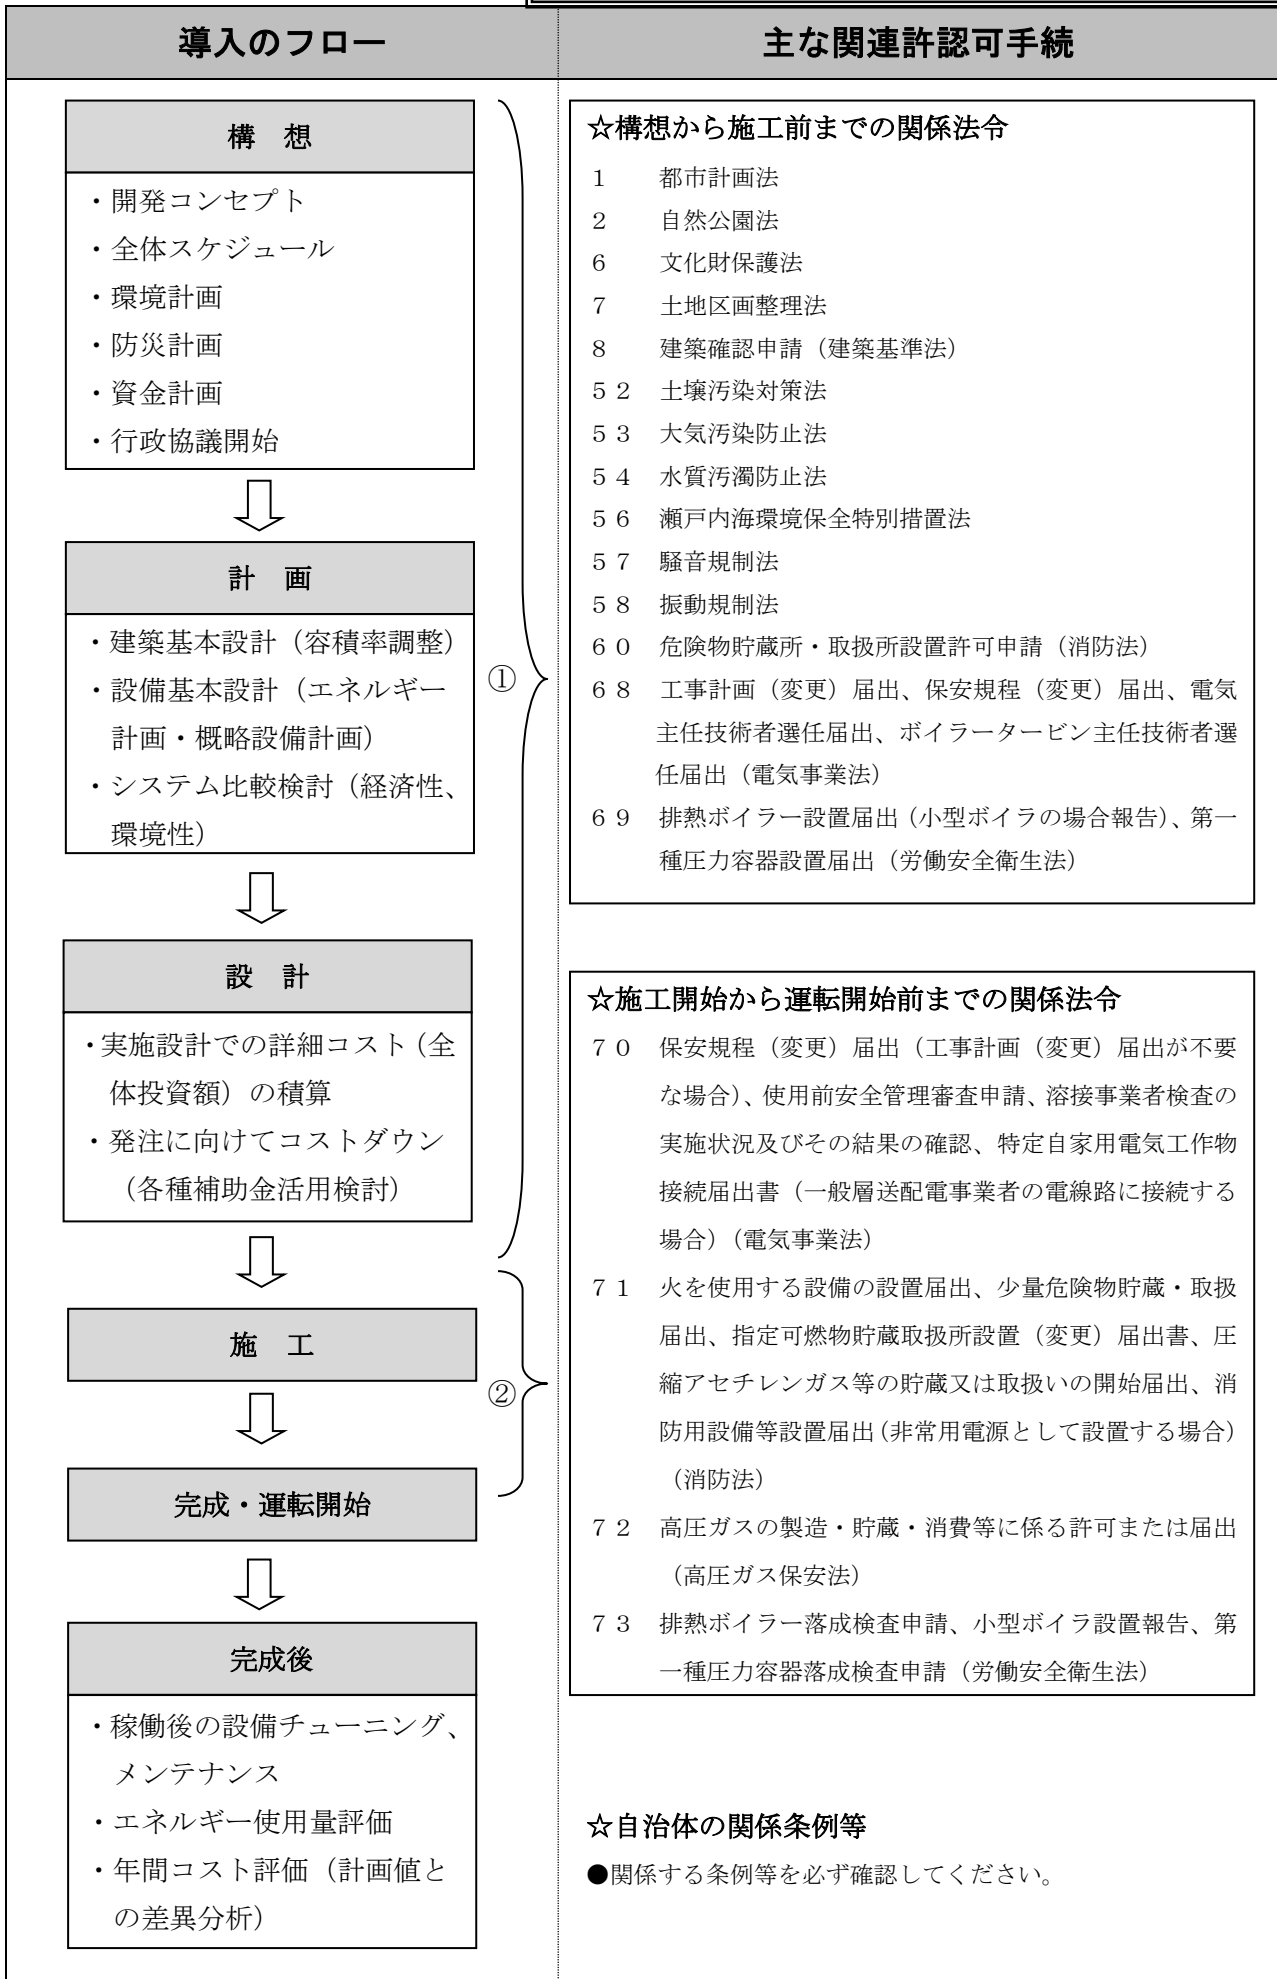 導入のフロー
主な関連許認可手続
構 想
・開発コンセプト
・全体スケジュール
・環境計画
・防災計画
・資金計画
・行政協議開始
計 画
・建築基本設計（容積率調整）
・設備基本設計（エネルギー
計画・概略設備計画）
・システム比較検討（経済性、
環境性）
設 計
・実施設計での詳細コスト（全
体投資額）の積算
・発注に向けてコストダウン
（各種補助金活用検討）
施 工
完成・運転開始
完成後
・稼働後の設備チューニング、
メンテナンス
・エネルギー使用量評価
・年間コスト評価（計画値と
の差異分析）
①
②
☆構想から施工前までの関係法令
１ 都市計画法
２ 自然公園法
６ 文化財保護法
７ 土地区画整理法
８ 建築確認申請（建築基準法）
５２ 土壌汚染対策法
５３ 大気汚染防止法
５４ 水質汚濁防止法
５６ 瀬戸内海環境保全特別措置法
５７ 騒音規制法
５８ 振動規制法
６０ 危険物貯蔵所・取扱所設置許可申請（消防法）
６８ 工事計画（変更）届出、保安規程（変更）届出、電気
主任技術者選任届出、ボイラータービン主任技術者選
任届出（電気事業法）
６９ 排熱ボイラー設置届出（小型ボイラの場合報告）、第一
種圧力容器設置届出（労働安全衛生法）
☆施工開始から運転開始前までの関係法令
７０ 保安規程（変更）届出（工事計画（変更）届出が不要
な場合）、使用前安全管理審査申請、溶接事業者検査の
実施状況及びその結果の確認、特定自家用電気工作物
接続届出書（一般層送配電事業者の電線路に接続する
場合）（電気事業法）
７１ 火を使用する設備の設置届出、少量危険物貯蔵・取扱
届出、指定可燃物貯蔵取扱所設置（変更）届出書、圧
縮アセチレンガス等の貯蔵又は取扱いの開始届出、消
防用設備等設置届出（非常用電源として設置する場合）
（消防法）
７２ 高圧ガスの製造・貯蔵・消費等に係る許可または届出
（高圧ガス保安法）
７３ 排熱ボイラー落成検査申請、小型ボイラ設置報告、第
一種圧力容器落成検査申請（労働安全衛生法）
☆自治体の関係条例等
●関係する条例等を必ず確認してください。